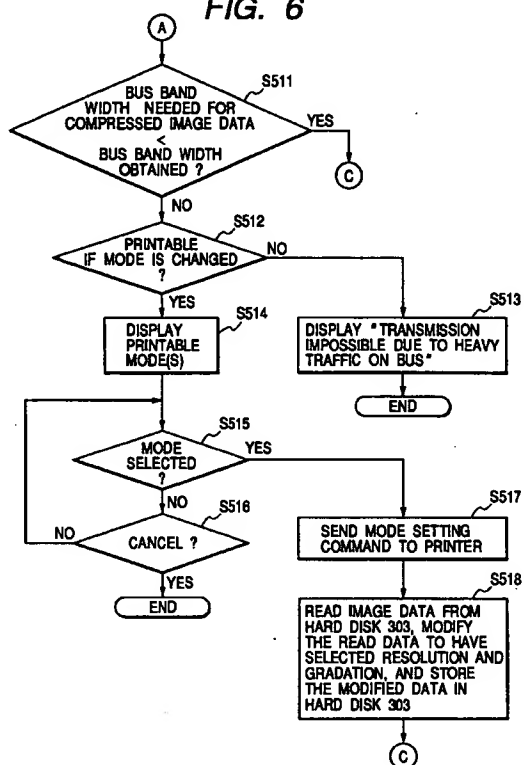 FIG. 6
A
S511
BUS BAND
WIDTH NEEDED FOR
COMPRESSED IMAGE DATA
<
BUS BAND WIDTH
OBTAINED ?
YES
C
NO
S512
PRINTABLE
IF MODE IS CHANGED
?
NO
YES
S514
DISPLAY
PRINTABLE
MODE(S)
S513
DISPLAY "TRANSMISSION
IMPOSSIBLE DUE TO HEAVY
TRAFFIC ON BUS"
END
S515
MODE
SELECTED
?
YES
NO
S516
CANCEL ?
NO
YES
END
S517
SEND MODE SETTING
COMMAND TO PRINTER
S518
READ IMAGE DATA FROM
HARD DISK 303, MODIFY
THE READ DATA TO HAVE
SELECTED RESOLUTION AND
GRADATION, AND STORE
THE MODIFIED DATA IN
HARD DISK 303
C